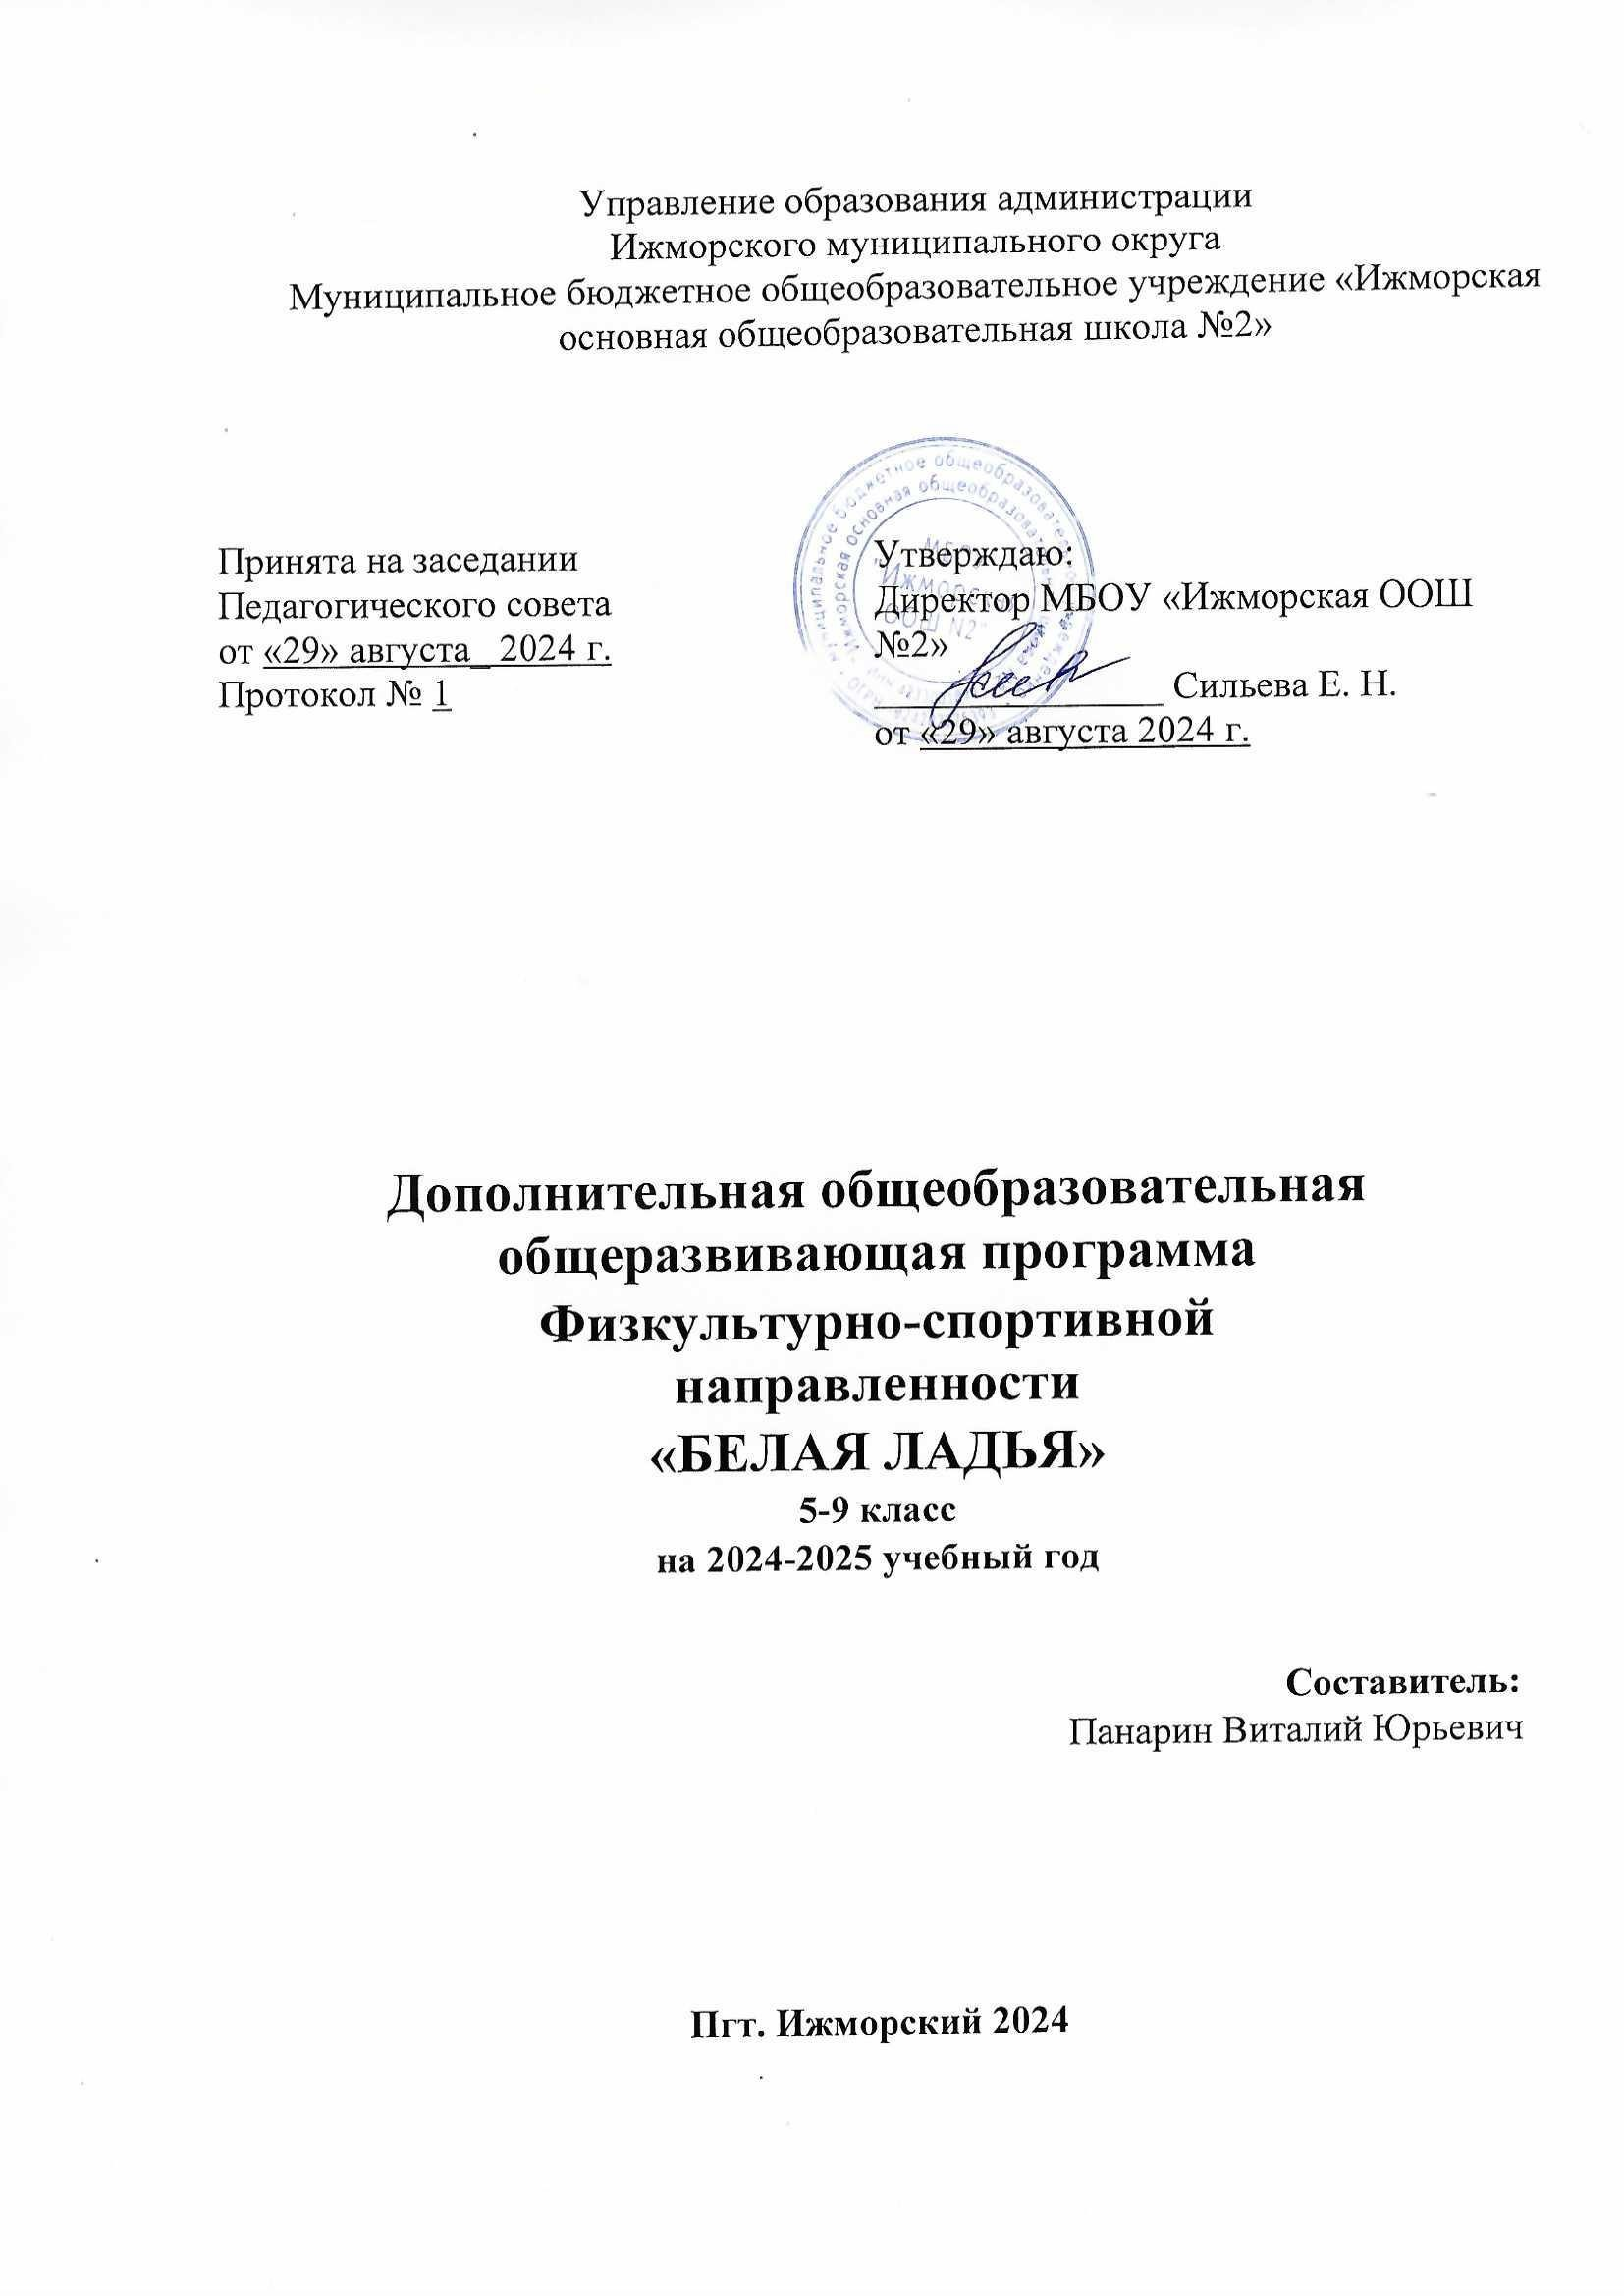 Управление образования администрации
Ижморского муниципального округа
Муниципальное бюджетное общеобразовательное учреждение «Ижморская
основная общеобразовательная школа №2»
Принята на заседании
Педагогического совета
от «29» августа_ 2024 г.
Протокол № 1
Утверждаю:
Директор МБОУ «Ижморская ООШ
№2»
_______________ Сильева Е. Н.
от «29» августа 2024 г.
Дополнительная общеобразовательная
общеразвивающая программа
Физкультурно-спортивной
направленности
«БЕЛАЯ ЛАДЬЯ»
5-9 класс
на 2024-2025 учебный год
Составитель:
Панарин Виталий Юрьевич
Пгт. Ижморский 2024